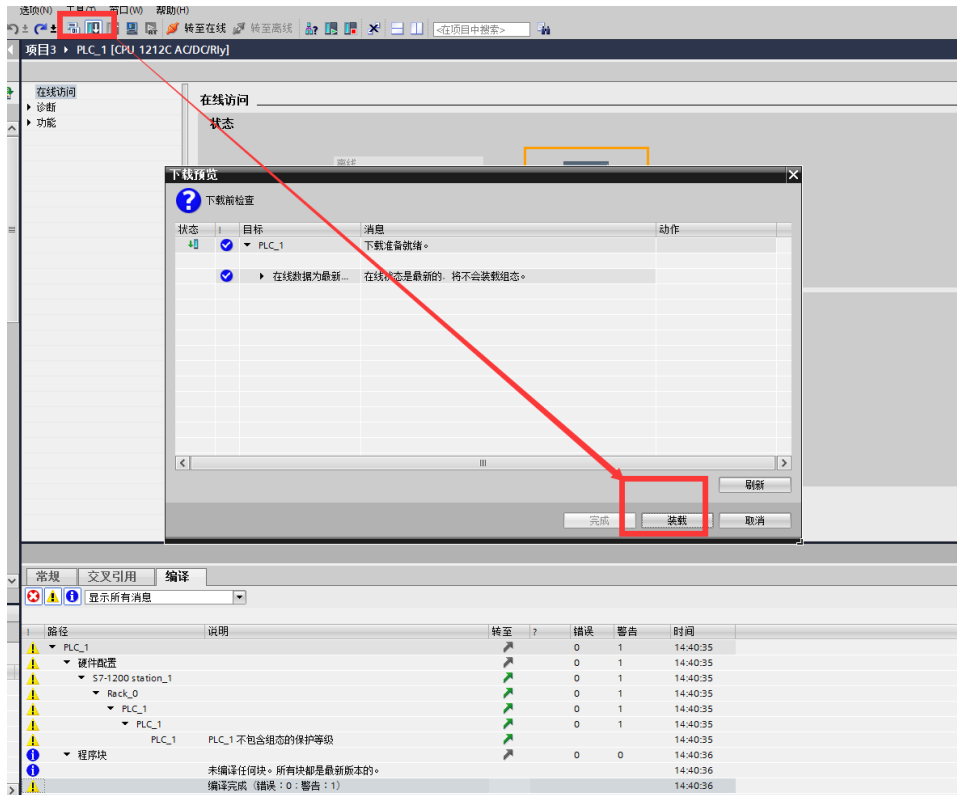 选项(N) 工具(T) 窗口(W) 帮助(H)
转至在线 转至离线 <在项目中搜索>
项目3 PLC_1 [CPU 1212C AC/DC/Rly]
在线访问
诊断
功能
在线访问
状态
离线
下载预览
下载前检查
状态 ! 目标 消息 动作
PLC_1 下载准备就绪。
在线数据为最新... 在线状态是最新的. 将不会装载组态。
刷新
完成 装载 取消
常规 交叉引用 编译
显示所有消息
! 路径 说明 转至 ? 错误 警告 时间
PLC_1 0 1 14:40:35
硬件配置 0 1 14:40:35
S7-1200 station_1 0 1 14:40:35
Rack_0 0 1 14:40:35
PLC_1 0 1 14:40:35
PLC_1 0 1 14:40:35
PLC_1 PLC_1 不包含组态的保护等级 14:40:35
程序块 0 0 14:40:36
未编译任何块。所有块都是最新版本的。 14:40:36
编译完成（错误：0：警告：1） 14:40:36